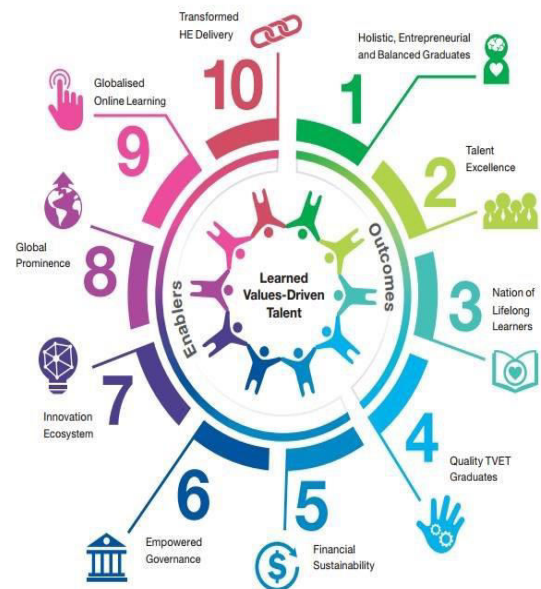 Transformed
HE Delivery
10
Holistic, Entrepreneurial
and Balanced Graduates
1
Talent
Excellence
2
Nation of
Lifelong
Learners
3
Quality TVET
Graduates
4
Financial
Sustainability
5
Empowered
Governance
6
Innovation
Ecosystem
7
Global
Prominence
8
Globalised
Online Learning
9
Enablers
Outcomes
Learned
Values-Driven
Talent
$